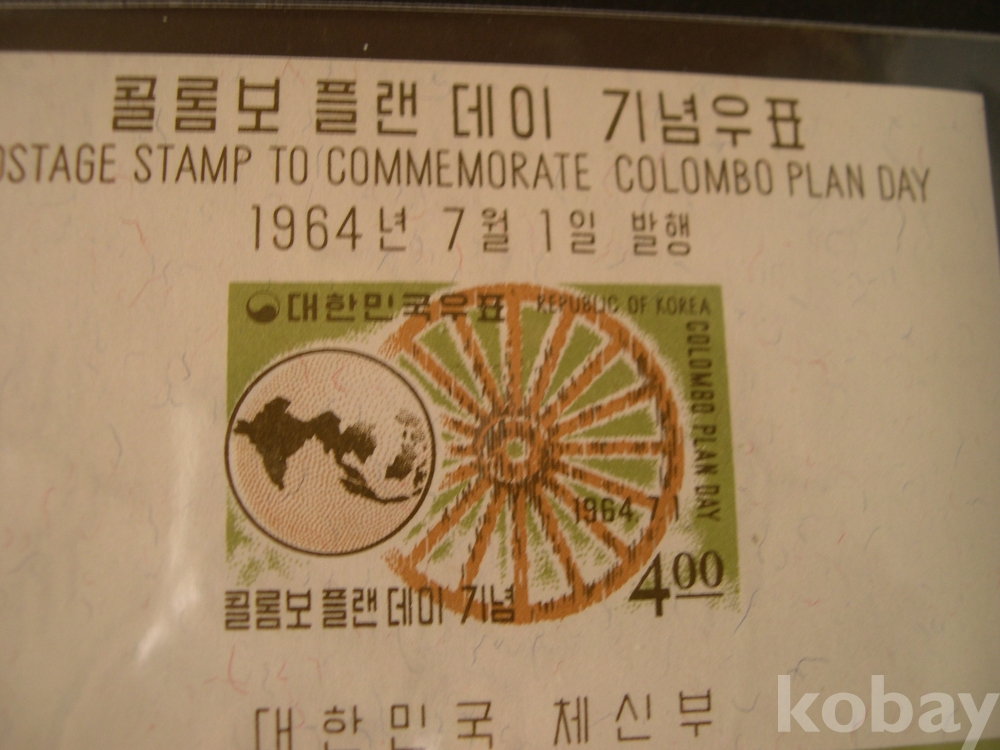 콜롬보 플랜 데이 기념우표
OSTAGE STAMP TO COMMEMORATE COLOMBO PLAN DAY
1964년 7월 1일 발행
대한민국우표 REPUBLIC OF KOREA
COLOMBO PLAN DAY
1964 7 1
4.00
콜롬보 플랜 데이 기념
대한민국 체신부
kobay